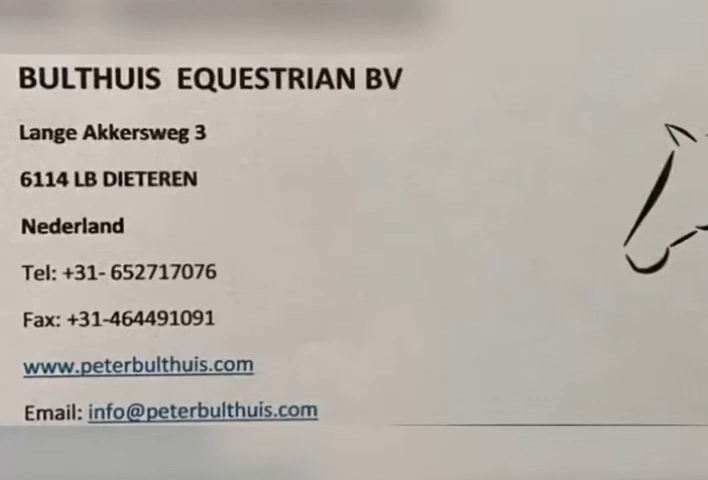 BULTHUIS EQUESTRIAN BV
Lange Akkersweg 3
6114 LB DIETEREN
Nederland
Tel: +31- 652717076
Fax: +31-464491091
www.peterbulthuis.com
Email: info@peterbulthuis.com